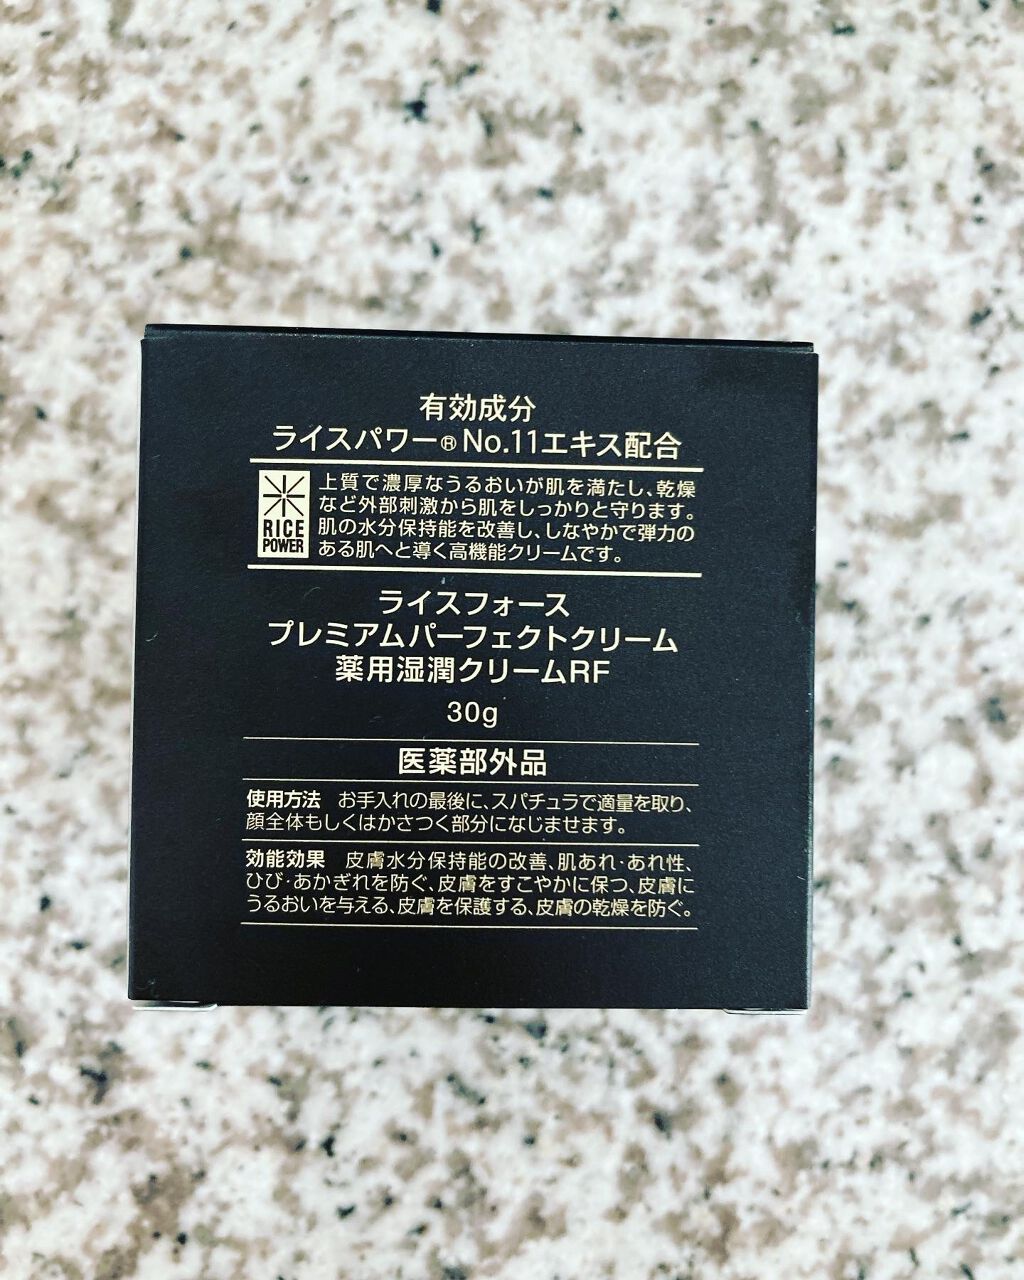 有効成分
ライスパワー®No.11エキス配合
RICE
POWER
上質で濃厚なうるおいが肌を満たし、乾燥
など外部刺激から肌をしっかりと守ります。
肌の水分保持能を改善し、しなやかで弾力の
ある肌へと導く高機能クリームです。
ライスフォース
プレミアムパーフェクトクリーム
薬用湿潤クリームRF
30g
医薬部外品
使用方法 お手入れの最後に、スパチュラで適量を取り、
顔全体もしくはかさつく部分になじませます。
効能効果 皮膚水分保持能の改善、肌あれ・あれ性、
ひび・あかぎれを防ぐ、皮膚をすこやかに保つ、皮膚に
うるおいを与える、皮膚を保護する、皮膚の乾燥を防ぐ。